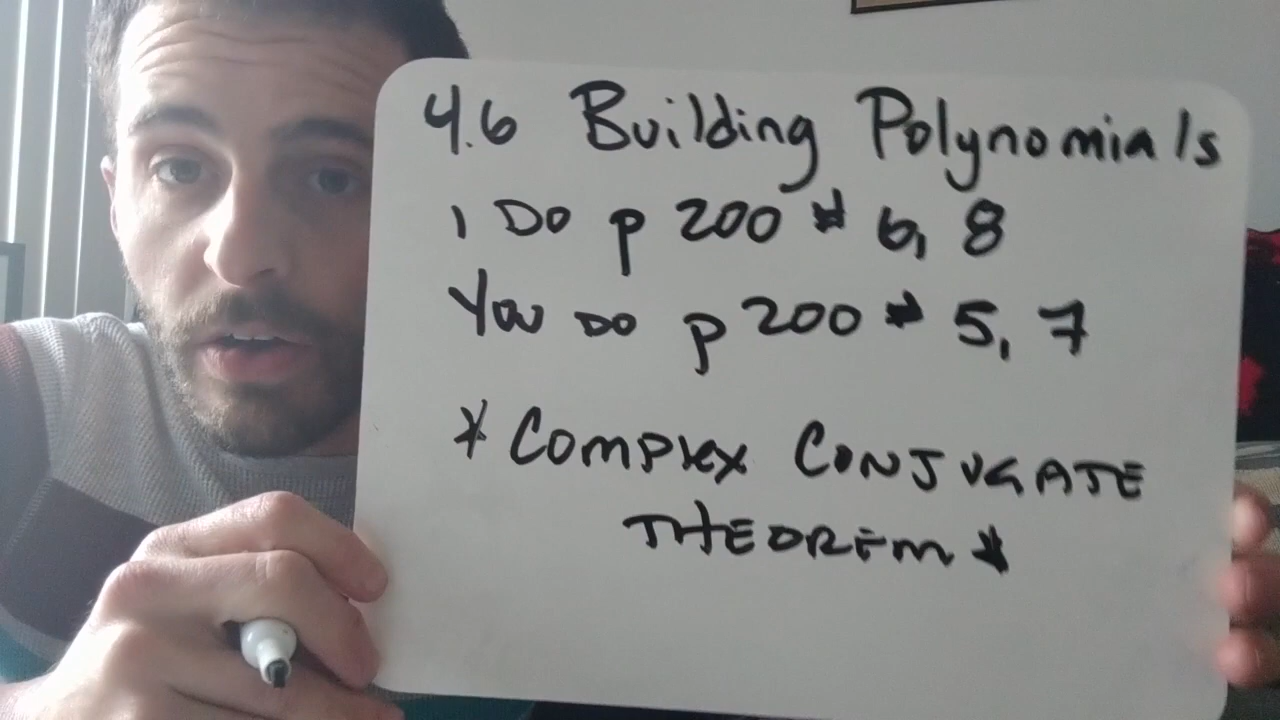 4.6 Building Polynomials
I DO p 200 # 6, 8
You DO p 200 # 5, 7
* COMPLEX CONJUGATE
THEOREM *